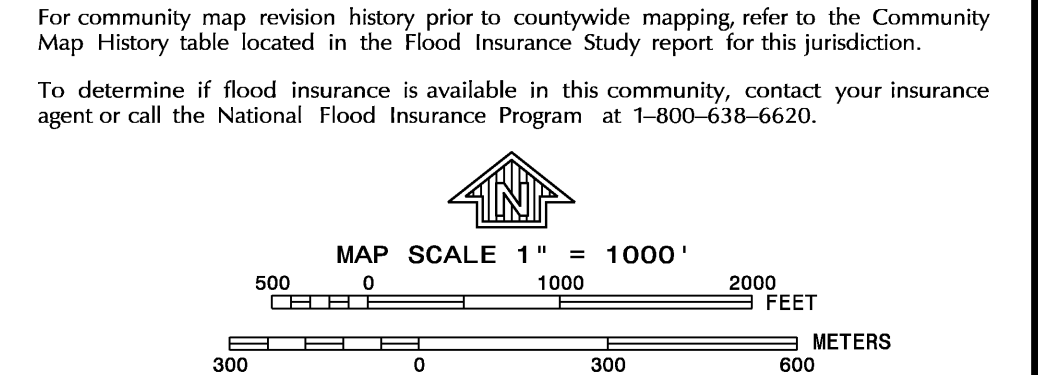 For community map revision history prior to countywide mapping, refer to the Community
Map History table located in the Flood Insurance Study report for this jurisdiction.
To determine if flood insurance is available in this community, contact your insurance
agent or call the National Flood Insurance Program at 1–800–638–6620.
N
MAP SCALE 1" = 1000'
500 0 1000 2000
FEET
METERS
300 0 300 600